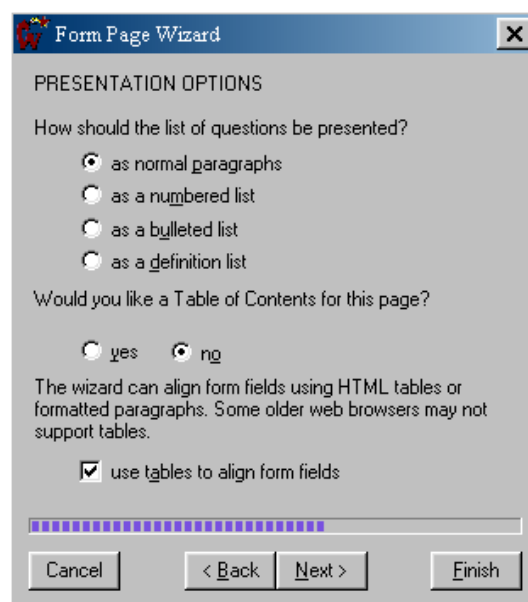 Form Page Wizard
PRESENTATION OPTIONS
How should the list of questions be presented?
as normal paragraphs
as a numbered list
as a bulleted list
as a definition list
Would you like a Table of Contents for this page?
yes no
The wizard can align form fields using HTML tables or
formatted paragraphs. Some older web browsers may not
support tables.
use tables to align form fields
Cancel < Back Next > Finish